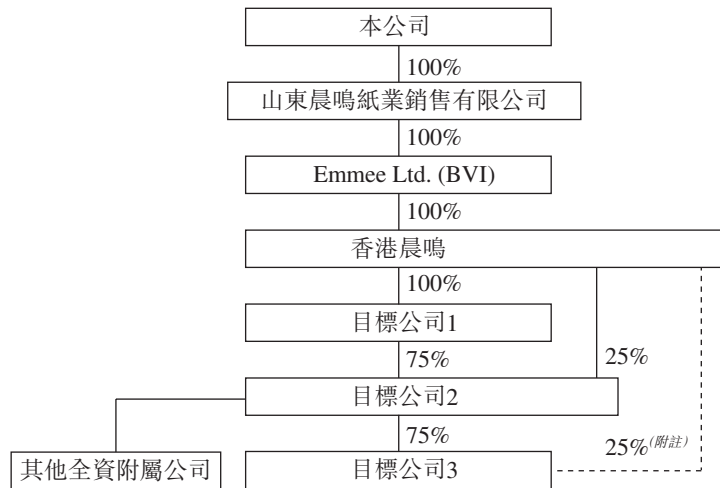 本公司
100%
山東晨鳴紙業銷售有限公司
100%
Emmee Ltd. (BVI)
100%
香港晨鳴
100%
目標公司1
75%
25%
目標公司2
75%
25%(附註)
其他全資附屬公司
目標公司3